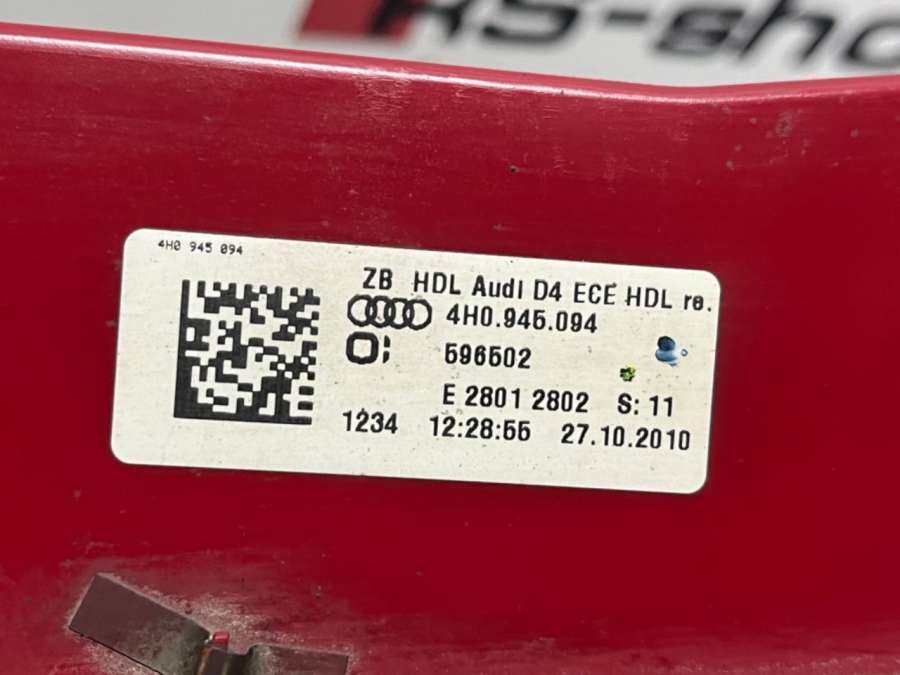 RS-sho
4H0 945 094
ZB HDL Audi D4 ECE HDL re.
4H0.945.094
596502
E 2801 2802 S: 11
1234 12:28:55 27.10.2010